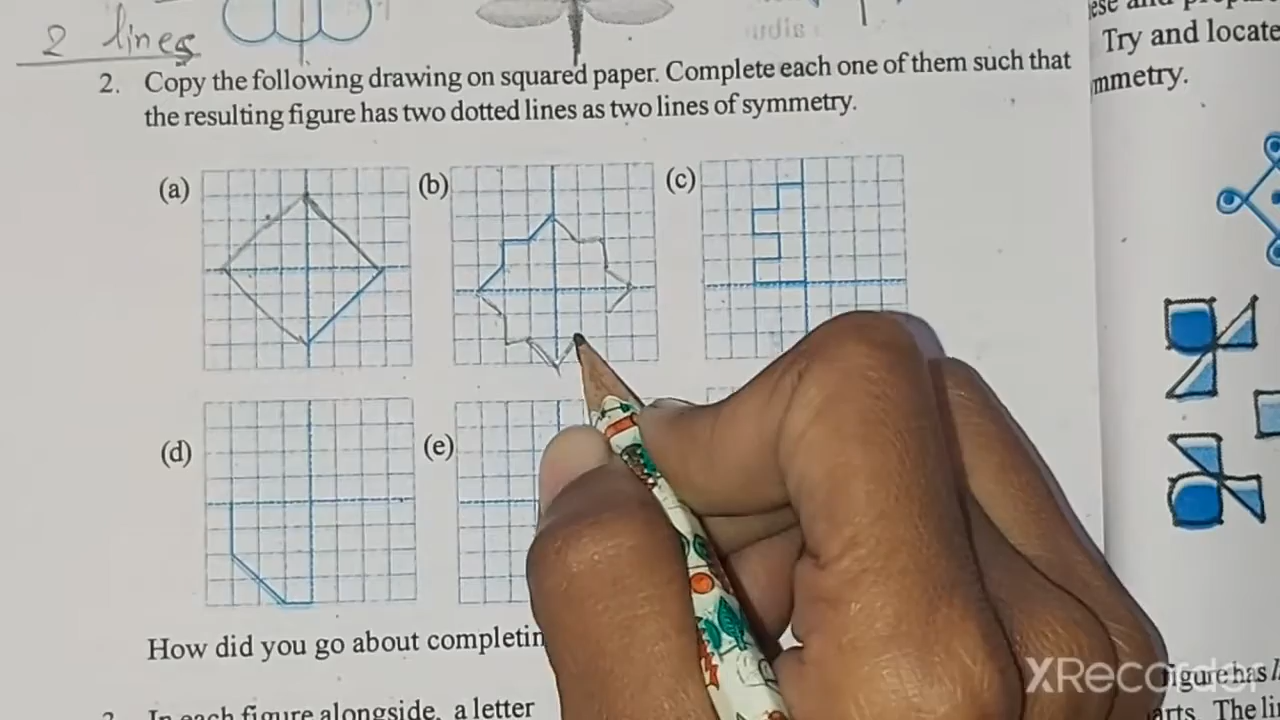 2 lines
2. Copy the following drawing on squared paper. Complete each one of them such that
the resulting figure has two dotted lines as two lines of symmetry.
(a)
(b)
(c)
(d)
(e)
How did you go about completin
In each figure alongside, a letter
Try and locate
mmetry.
figure has
arts. The li
XRecorder